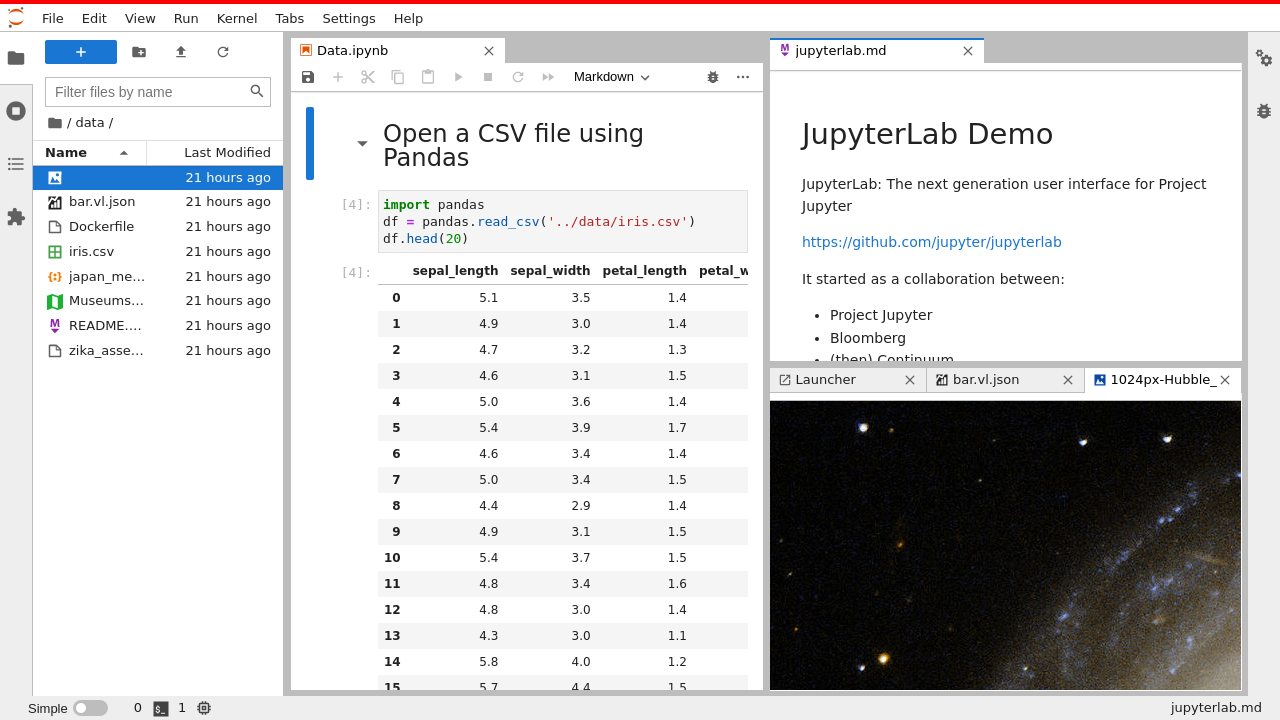 File Edit View Run Kernel Tabs Settings Help
Filter files by name
/ data /
Name Last Modified
21 hours ago
bar.vl.json 21 hours ago
Dockerfile 21 hours ago
iris.csv 21 hours ago
japan_me... 21 hours ago
Museums... 21 hours ago
README.... 21 hours ago
zika_asse... 21 hours ago
Data.ipynb
Markdown
Open a CSV file using
Pandas
[4]: import pandas
df = pandas.read_csv('../data/iris.csv')
df.head(20)
[4]: sepal_length sepal_width petal_length petal_w
0 5.1 3.5 1.4
1 4.9 3.0 1.4
2 4.7 3.2 1.3
3 4.6 3.1 1.5
4 5.0 3.6 1.4
5 5.4 3.9 1.7
6 4.6 3.4 1.4
7 5.0 3.4 1.5
8 4.4 2.9 1.4
9 4.9 3.1 1.5
10 5.4 3.7 1.5
11 4.8 3.4 1.6
12 4.8 3.0 1.4
13 4.3 3.0 1.1
14 5.8 4.0 1.2
15 5.7 4.4 1.5
jupyterlab.md
JupyterLab Demo
JupyterLab: The next generation user interface for Project
Jupyter
https://github.com/jupyter/jupyterlab
It started as a collaboration between:
• Project Jupyter
• Bloomberg
• (then) Continuum
Launcher bar.vl.json 1024px-Hubble_
Simple 0 1 jupyterlab.md